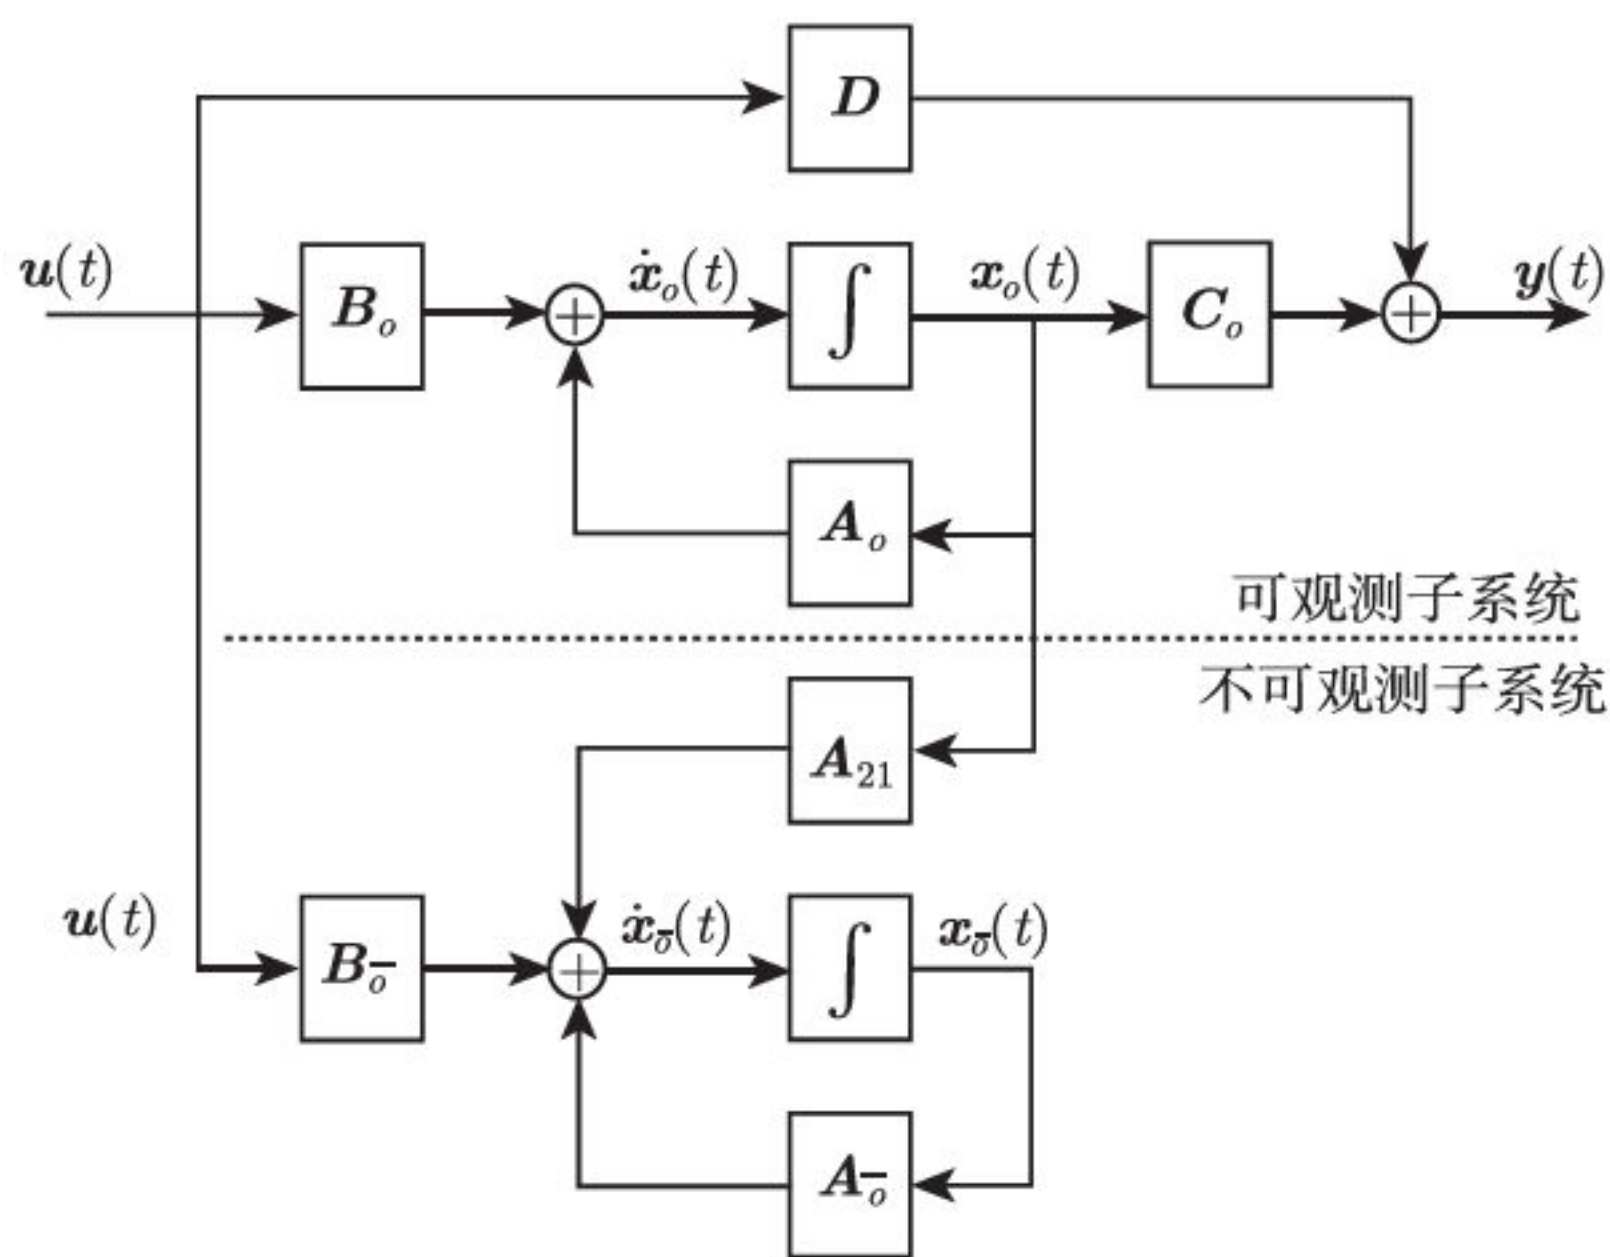 D
u(t) B_o ẋ_o(t) ∫ x_o(t) C_o y(t)
A_o
可观测子系统
不可观测子系统
A_21
u(t) B_ō ẋ_ō(t) ∫ x_ō(t)
A_ō